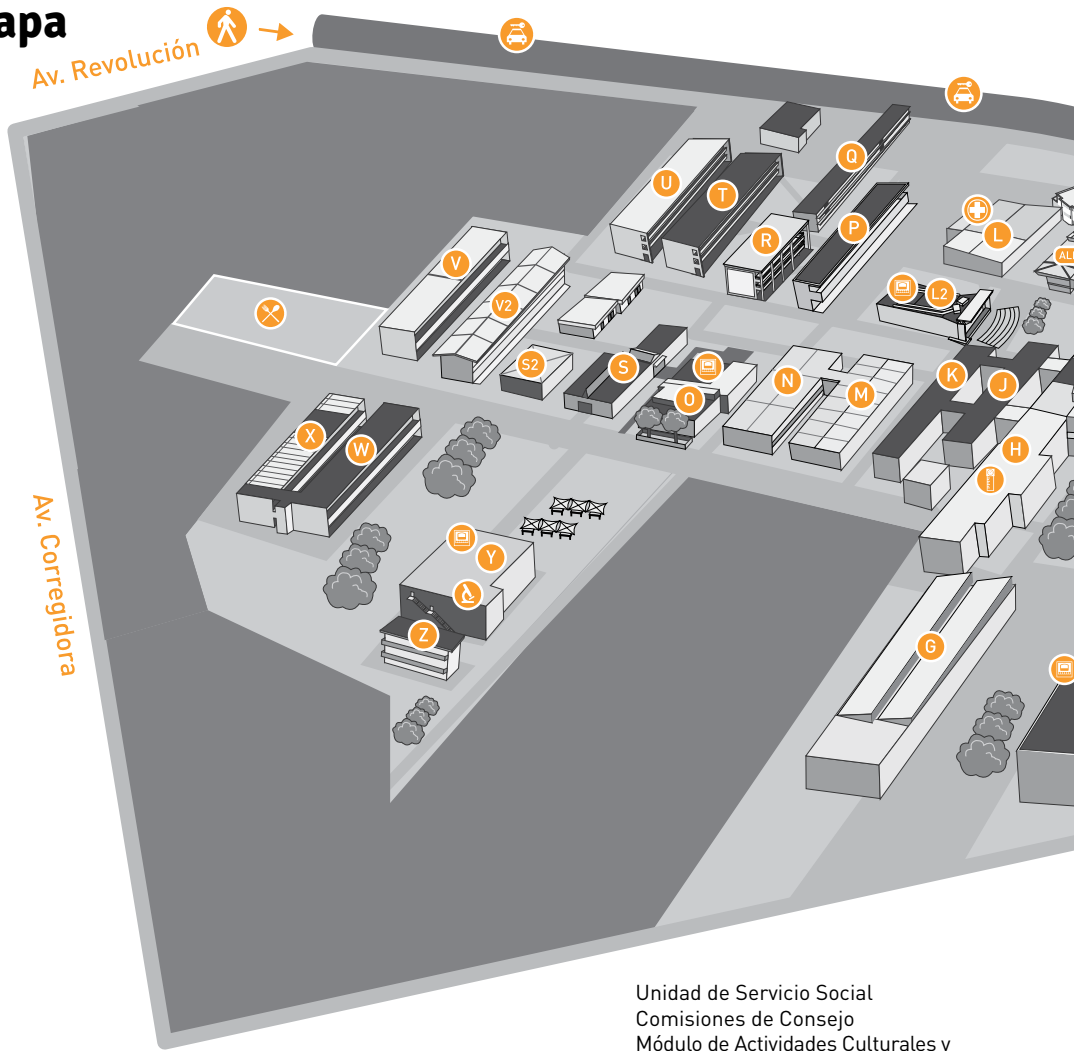 apa
Av. Revolución
Q
U
T
P
R
L
ALI
V
V2
L2
S2
S
K
J
N
M
O
H
X
W
Av. Corregidora
Y
Z
G
Unidad de Servicio Social
Comisiones de Consejo
Módulo de Actividades Culturales y